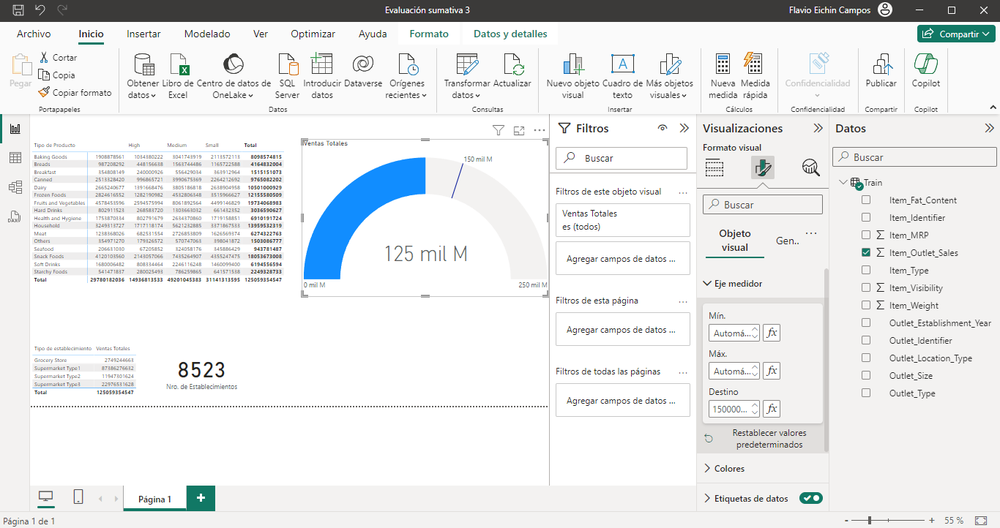 Evaluación sumativa 3
Flavio Eichin Campos
Archivo Inicio Insertar Modelado Ver Optimizar Ayuda Formato Datos y detalles Compartir
Pegar
Cortar
Copia
Copiar formato
Portapapeles
Obtener datos
Libro de Excel
Centro de datos de OneLake
SQL Server
Introducir datos
Dataverse
Orígenes recientes
Datos
Transformar datos
Actualizar
Consultas
Nuevo objeto visual
Cuadro de texto
Más objetos visuales
Insertar
Nueva medida
Medida rápida
Cálculos
Confidencialidad
Confidencialidad
Publicar
Compartir
Copilot
Copilot
Tipo de Producto High Medium Small Total
Baking Goods 1908878561 1034380222 3041743919 2113572113 8098574815
Breads 987208292 448156638 1563744486 1165722588 4164832004
Breakfast 354808149 240000926 556429034 363912964 1515151073
Canned 2513328420 996865721 3990675369 2264212692 9765082202
Dairy 2665240677 1391668476 3805186818 2638904958 10501000929
Frozen Foods 2824616552 1282190982 4532806348 3515966627 12155580509
Fruits and Vegetables 4578453596 2594575994 8061892564 4499146829 19734068983
Hard Drinks 802911523 268583720 1303663032 661432352 3036590627
Health and Hygiene 1753870334 802791679 2634370860 1719158851 6910191724
Household 3249313727 1717118174 5621232885 3371867533 13959532319
Meat 1238368026 682531554 2726853809 1626569374 6274322763
Others 354971270 179326572 570747063 398041872 1503086777
Seafood 206631030 67205852 324058176 345886429 943781487
Snack Foods 4120103560 2143057066 7435264907 4355247475 18053673008
Soft Drinks 1680006482 808334464 2246116248 1460099400 6194556594
Starchy Foods 541471837 280025493 786259865 641571538 2249328733
Total 29780182036 14936813533 49201045383 31141313595 125059354547
Ventas Totales
150 mil M
125 mil M
0 mil M
250 mil M
Tipo de establecimiento Ventas Totales
Grocery Store 2749244663
Supermarket Type1 87386276632
Supermarket Type2 11947301624
Supermarket Type3 22976531628
Total 125059354547
8523
Nro. de Establecimientos
Filtros
Buscar
Filtros de este objeto visual
Ventas Totales
es (todos)
Agregar campos de datos ...
Filtros de esta página
Agregar campos de datos ...
Filtros de todas las páginas
Agregar campos de datos ...
Visualizaciones
Formato visual
Buscar
Objeto visual
Gen..
Eje medidor
Mín.
Automá...
fx
Máx.
Automá...
fx
Destino
150000...
fx
Restablecer valores predeterminados
Colores
Etiquetas de datos
Datos
Buscar
Train
Item_Fat_Content
Item_Identifier
Item_MRP
Item_Outlet_Sales
Item_Type
Item_Visibility
Item_Weight
Outlet_Establishment_Year
Outlet_Identifier
Outlet_Location_Type
Outlet_Size
Outlet_Type
Página 1
Página 1 de 1
55 %